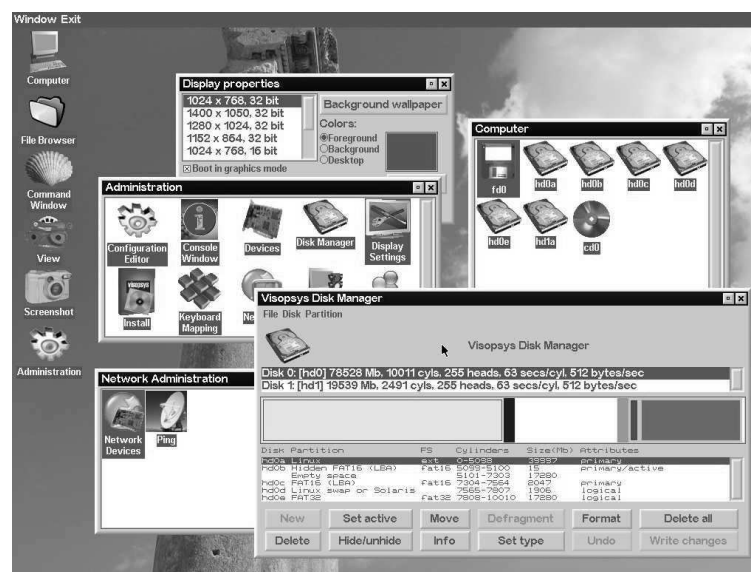 Window Exit
Computer
File Browser
Command
Window
View
Screenshot
Administration
Display properties
1024 x 768, 32 bit
1400 x 1050, 32 bit
1280 x 1024, 32 bit
1152 x 864, 32 bit
1024 x 768, 16 bit
Boot in graphics mode
Background wallpaper
Colors:
Foreground
Background
Desktop
Computer
fd0
hd0a
hd0b
hd0c
hd0d
hd0e
hd1a
cd0
Administration
Configuration
Editor
Console
Window
Devices
Disk Manager
Display
Settings
visopsys
Install
Keyboard
Mapping
Network Administration
Network
Devices
Ping
Visopsys Disk Manager
File Disk Partition
Visopsys Disk Manager
Disk 0: [hd0] 78528 Mb, 10011 cyls, 255 heads, 63 secs/cyl, 512 bytes/sec
Disk 1: [hd1] 19539 Mb, 2491 cyls, 255 heads, 63 secs/cyl, 512 bytes/sec
Disk Partition FS Cylinders Size(Mb) Attributes
hd0a Linux ext 0-5098 39997 primary
hd0b Hidden FAT16 (LBA) fat16 5099-5100 15 primary/active
Empty space 5101-7303 17280
hd0c FAT16 (LBA) fat16 7304-7564 2047 primary
hd0d Linux swap or Solaris 7565-7807 1906 logical
hd0e FAT32 fat32 7808-10010 17280 logical
New Set active Move Defragment Format Delete all
Delete Hide/unhide Info Set type Undo Write changes